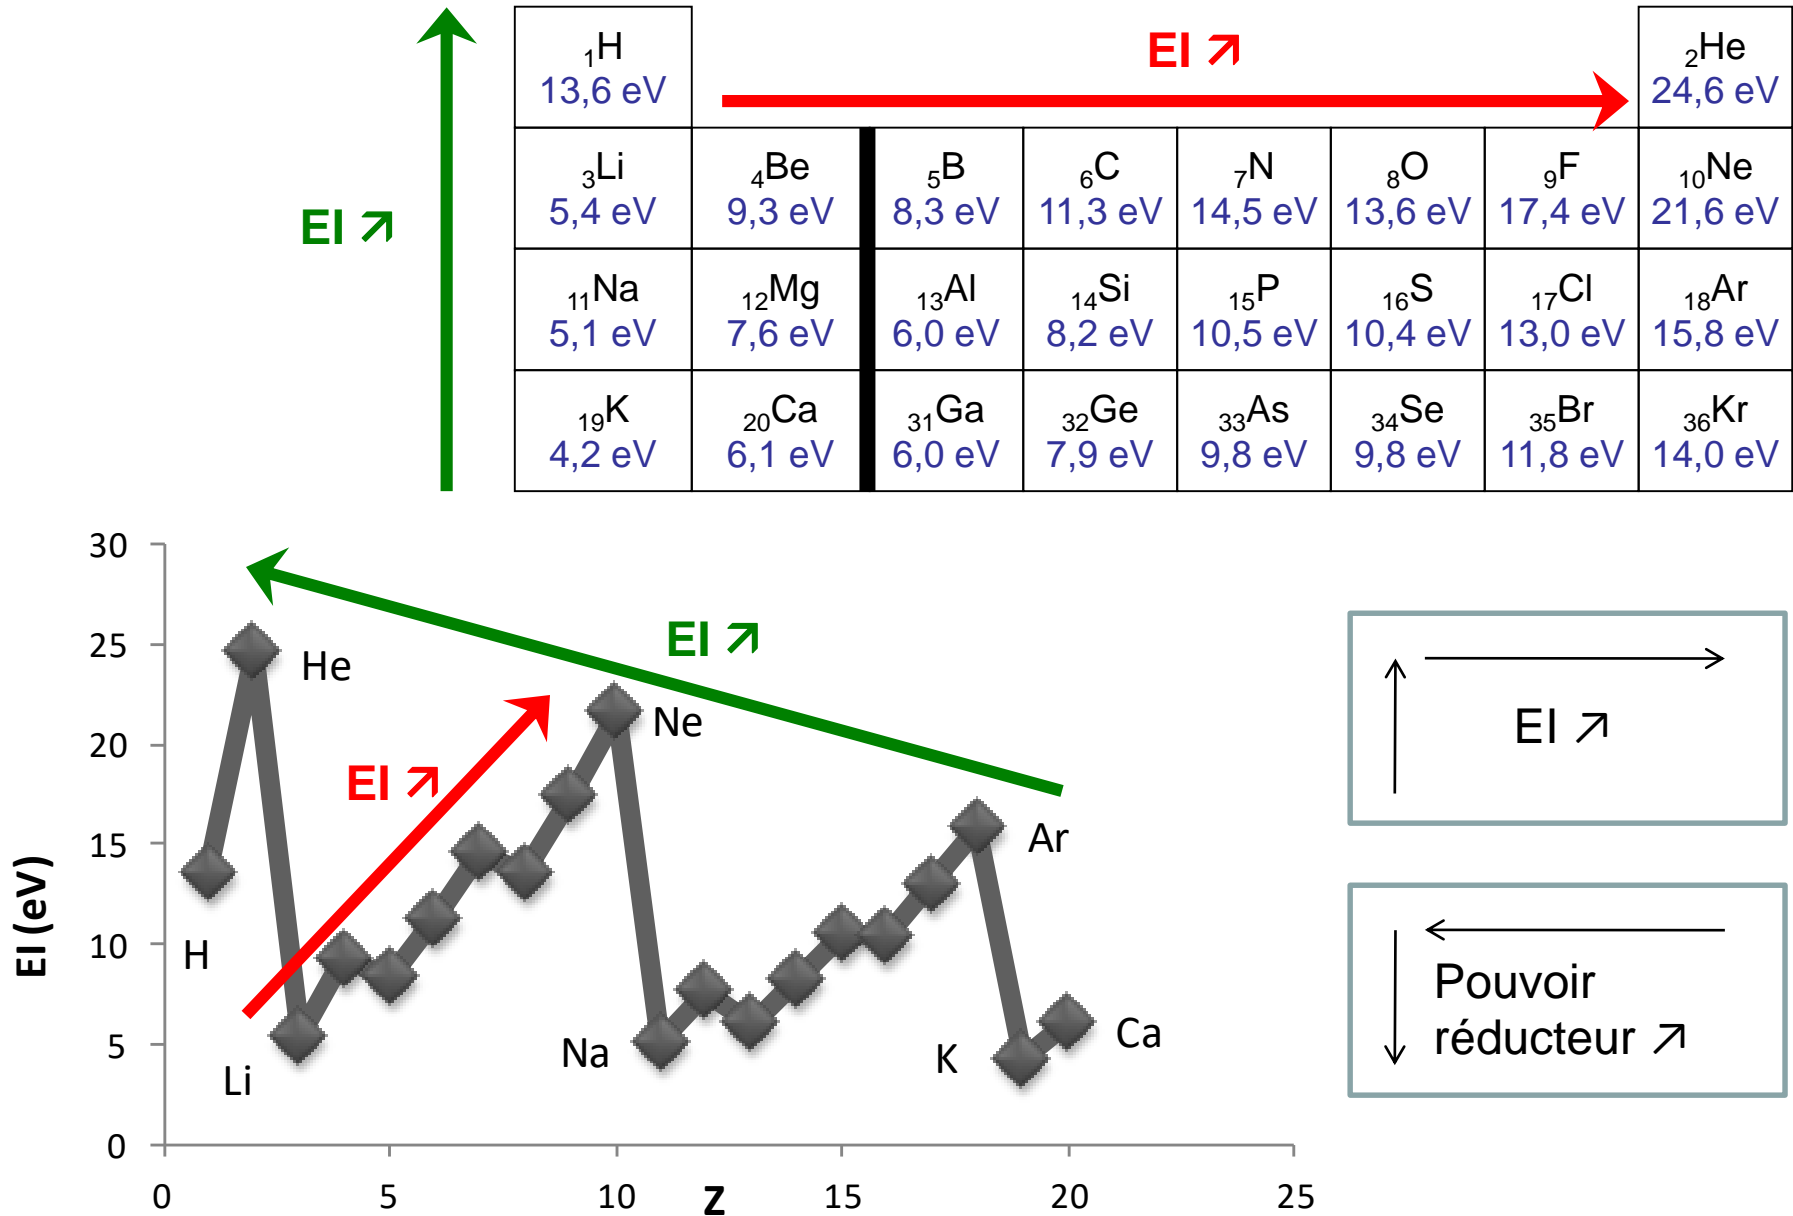 1H EI ↗ 2He
13,6 eV 24,6 eV
3Li 4Be 5B 6C 7N 8O 9F 10Ne
5,4 eV 9,3 eV 8,3 eV 11,3 eV 14,5 eV 13,6 eV 17,4 eV 21,6 eV
EI ↗
11Na 12Mg 13Al 14Si 15P 16S 17Cl 18Ar
5,1 eV 7,6 eV 6,0 eV 8,2 eV 10,5 eV 10,4 eV 13,0 eV 15,8 eV
19K 20Ca 31Ga 32Ge 33As 34Se 35Br 36Kr
4,2 eV 6,1 eV 6,0 eV 7,9 eV 9,8 eV 9,8 eV 11,8 eV 14,0 eV
30
25
20
15
10
5
0
EI (eV)
EI ↗
He
Ne
EI ↗
Ar
H
Li
Na
K
Ca
0 5 10 15 20 25
Z
EI ↗
Pouvoir
réducteur ↗